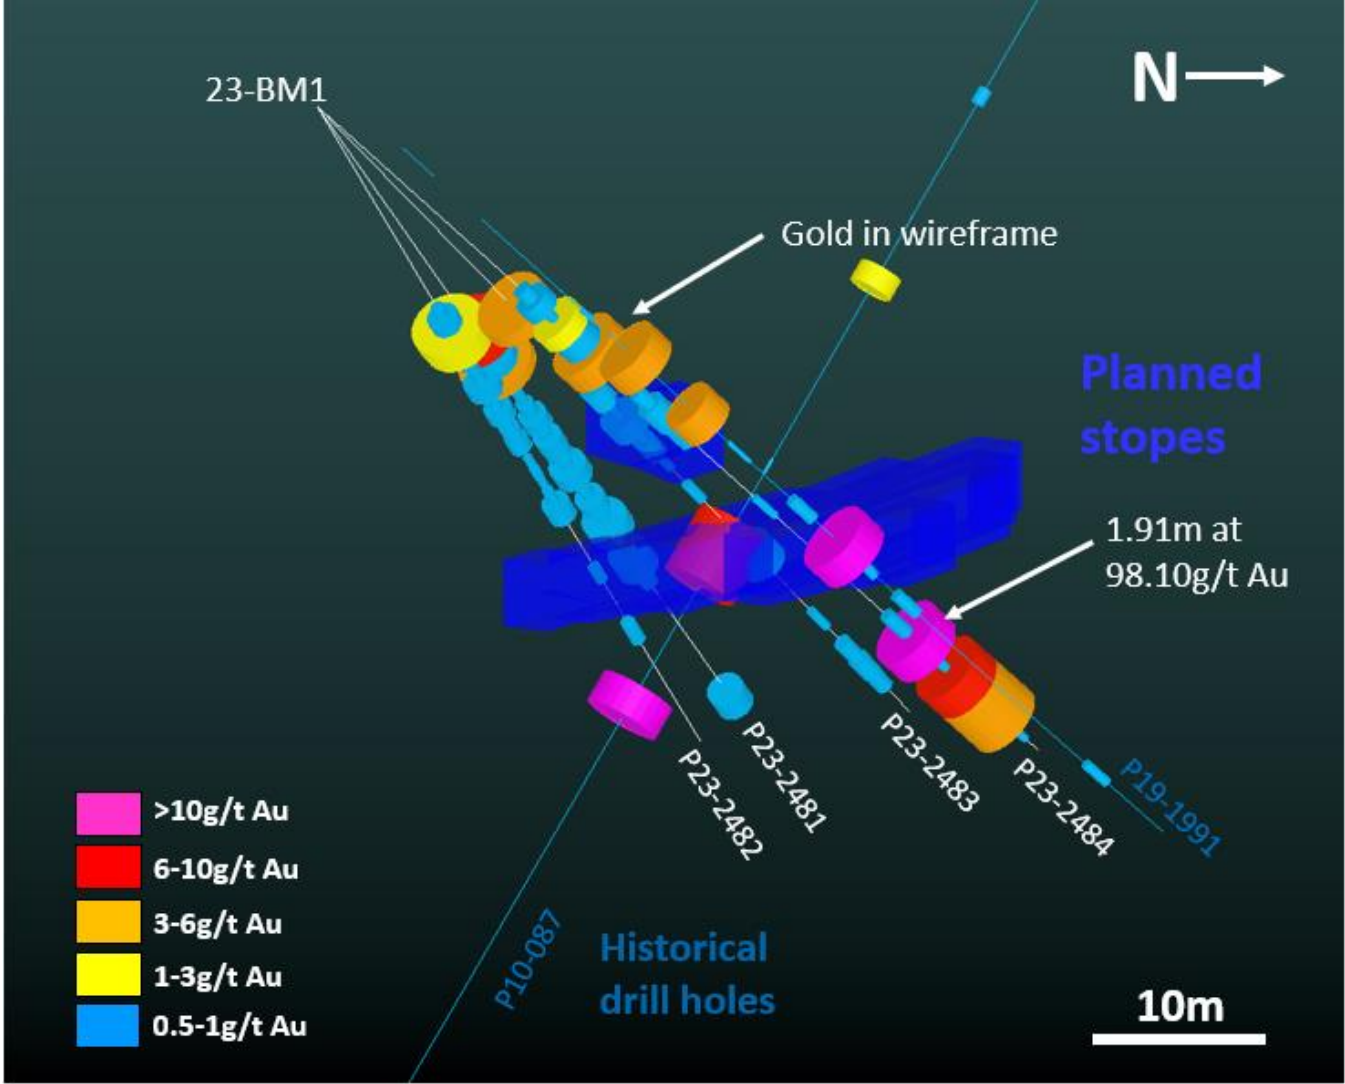 23-BM1
N
Gold in wireframe
Planned
stopes
1.91m at
98.10g/t Au
P23-2482
P23-2481
P23-2483
P23-2484
P19-1991
P10-087
Historical
drill holes
>10g/t Au
6-10g/t Au
3-6g/t Au
1-3g/t Au
0.5-1g/t Au
10m